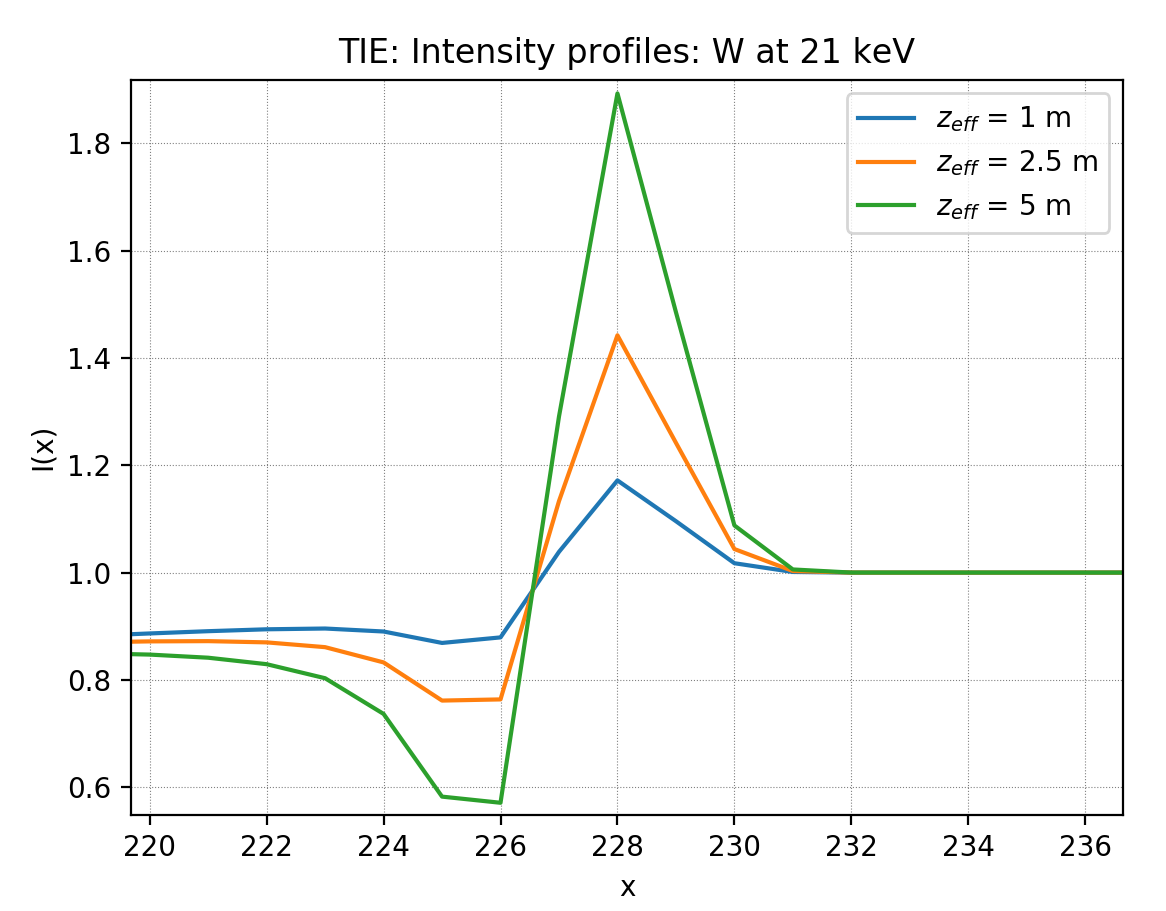 TIE: Intensity profiles: W at 21 keV
z_eff = 1 m
z_eff = 2.5 m
z_eff = 5 m
I(x)
1.8
1.6
1.4
1.2
1.0
0.8
0.6
220 222 224 226 228 230 232 234 236
x